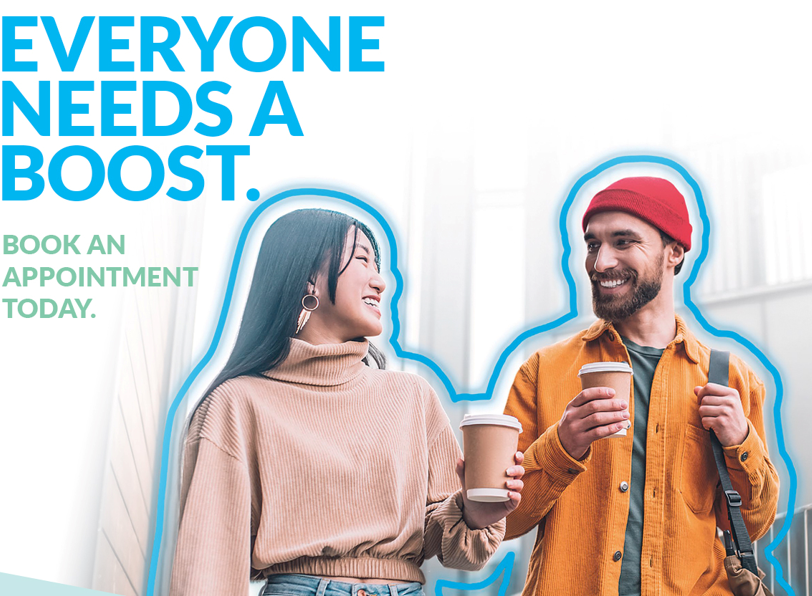 EVERYONE
NEEDS A
BOOST.
BOOK AN
APPOINTMENT
TODAY.